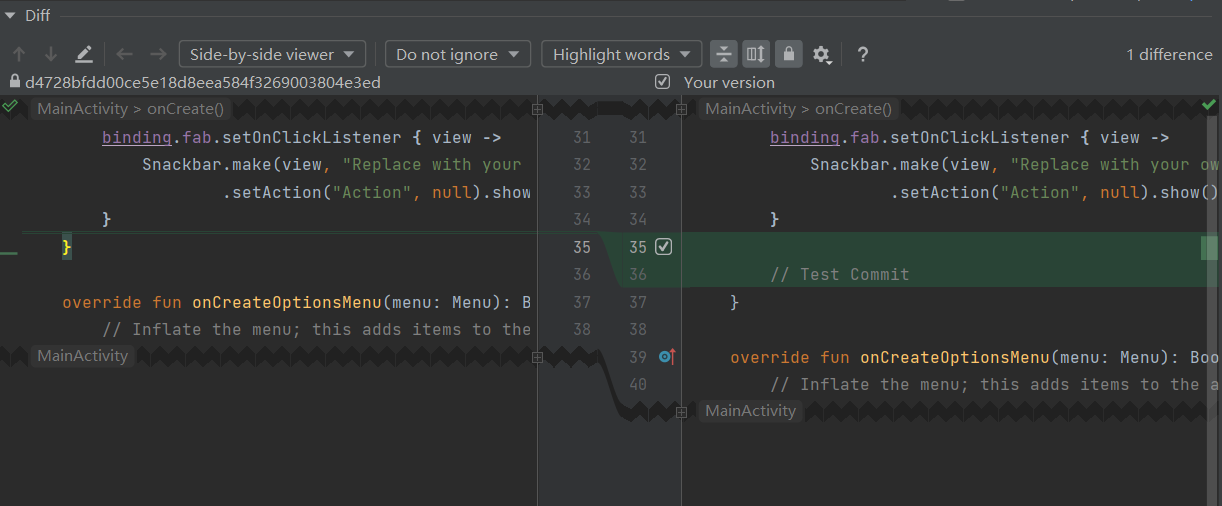 Diff
Side-by-side viewer Do not ignore Highlight words ? 1 difference
d4728bfdd00ce5e18d8eea584f3269003804e3ed Your version
MainActivity > onCreate()
binding.fab.setOnClickListener { view ->
Snackbar.make(view, "Replace with your
.setAction("Action", null).show
}
}
override fun onCreateOptionsMenu(menu: Menu): B
// Inflate the menu; this adds items to the
MainActivity
31 31
32 32
33 33
34 34
35 35
36 36
37 37
38 38
39
40
MainActivity > onCreate()
binding.fab.setOnClickListener { view ->
Snackbar.make(view, "Replace with your ow
.setAction("Action", null).show()
}
// Test Commit
}
override fun onCreateOptionsMenu(menu: Menu): Boo
// Inflate the menu; this adds items to the a
MainActivity